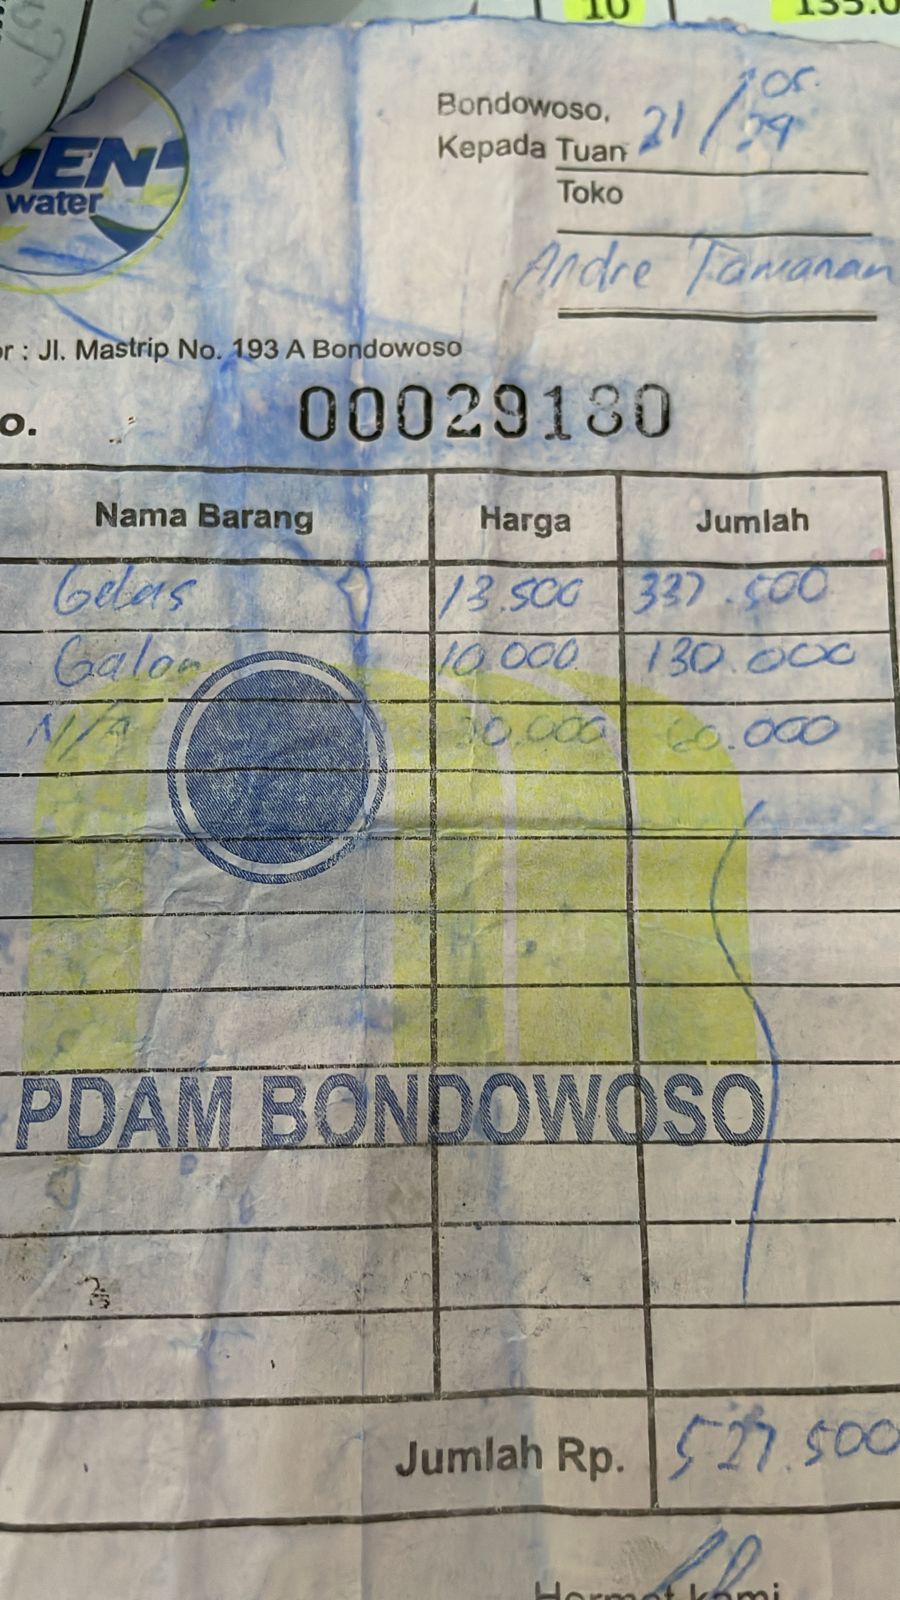 10
135.0
JEN
water
Bondowoso, 21 / 05.
Kepada Tuan 24
Toko
Andre Tamanan
or : Jl. Mastrip No. 193 A Bondowoso
o. 00029180
Nama Barang Harga Jumlah
Gelas 13.500 337.500
Galon 10.000 130.000
N/A 60.000
PDAM BONDOWOSO
Jumlah Rp. 527.500
Hormat kami